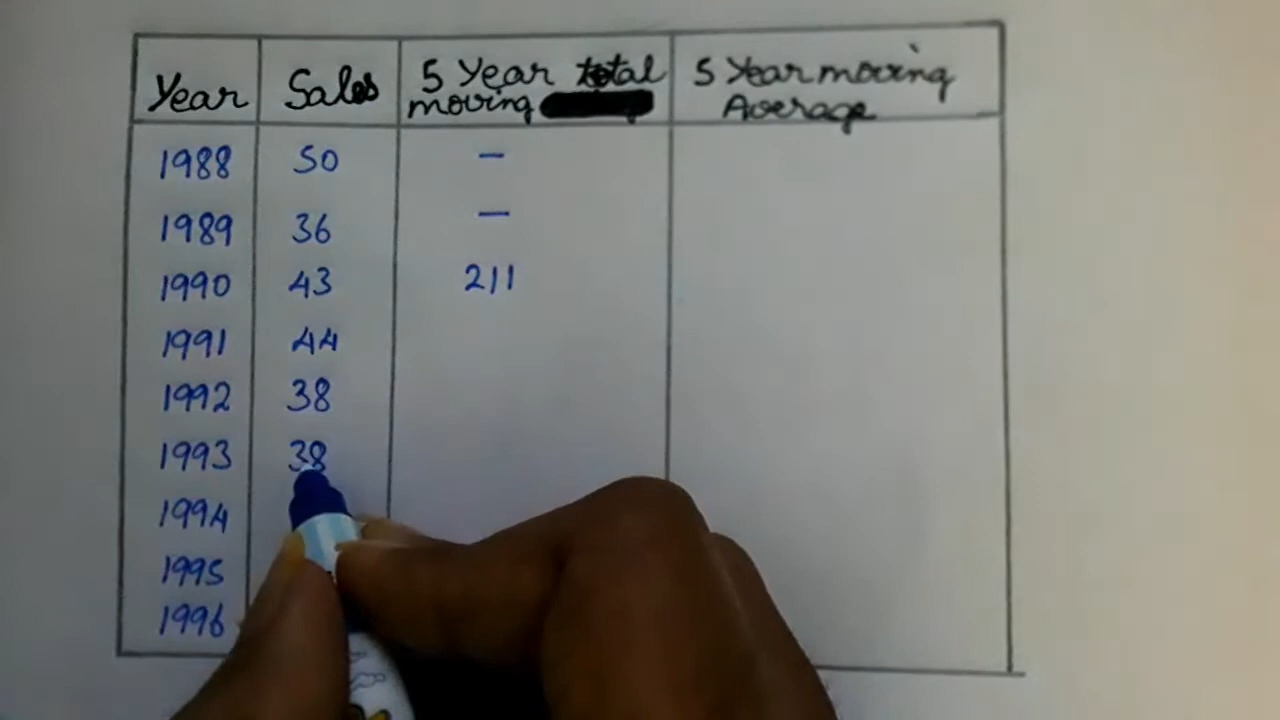 Year Sales 5 Year total moving 5 Year moving Average
1988 50 —
1989 36 —
1990 43 211
1991 44
1992 38
1993 38
1994
1995
1996